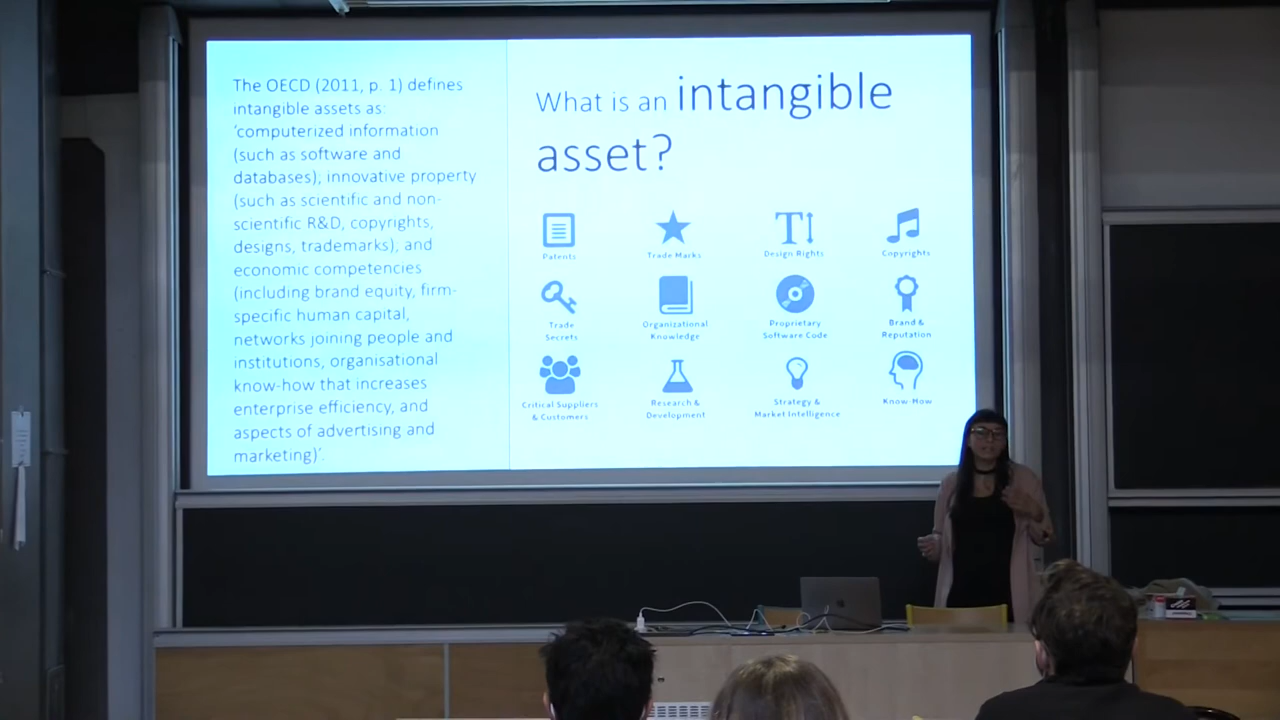 The OECD (2011, p. 1) defines
intangible assets as:
‘computerized information
(such as software and
databases), innovative property
(such as scientific and non-
scientific R&D, copyrights,
designs, trademarks), and
economic competencies
(including brand equity, firm-
specific human capital,
networks joining people and
institutions, organisational
know-how that increases
enterprise efficiency, and
aspects of advertising and
marketing)’.
What is an intangible
asset?
Patents
Trade Marks
Design Rights
Copyrights
Trade
Secrets
Organizational
Knowledge
Proprietary
Software Code
Brand &
Reputation
Critical Suppliers
& Customers
Research &
Development
Strategy &
Market Intelligence
Know-How